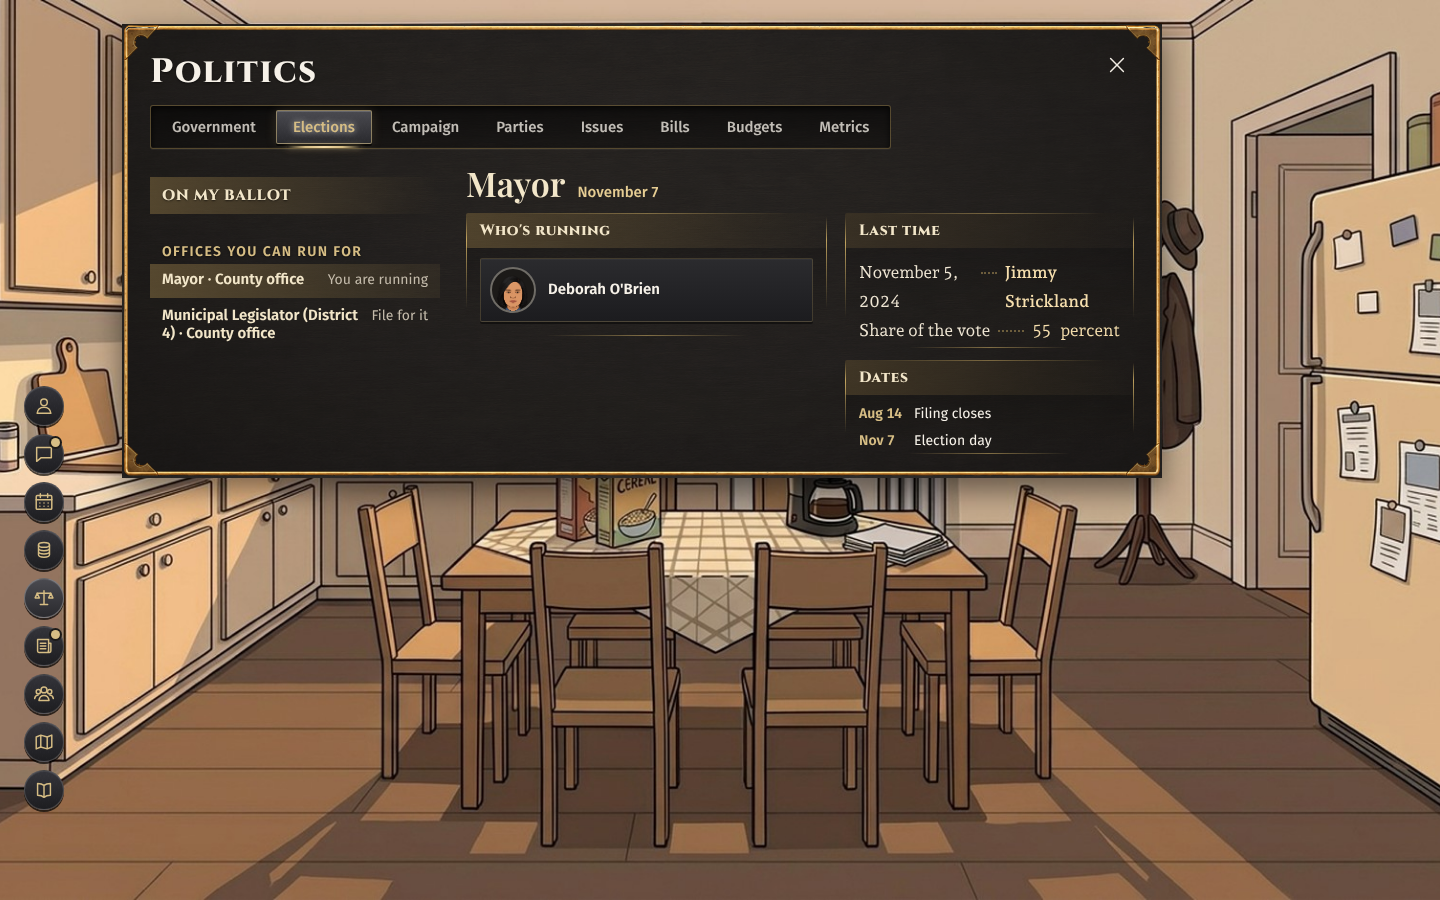 Politics
Government
Elections
Campaign
Parties
Issues
Bills
Budgets
Metrics
ON MY BALLOT
OFFICES YOU CAN RUN FOR
Mayor · County office
You are running
Municipal Legislator (District
4) · County office
File for it
Mayor
November 7
Who's running
Deborah O'Brien
Last time
November 5,
2024
Jimmy
Strickland
Share of the vote
55 percent
Dates
Aug 14
Filing closes
Nov 7
Election day
CEREAL